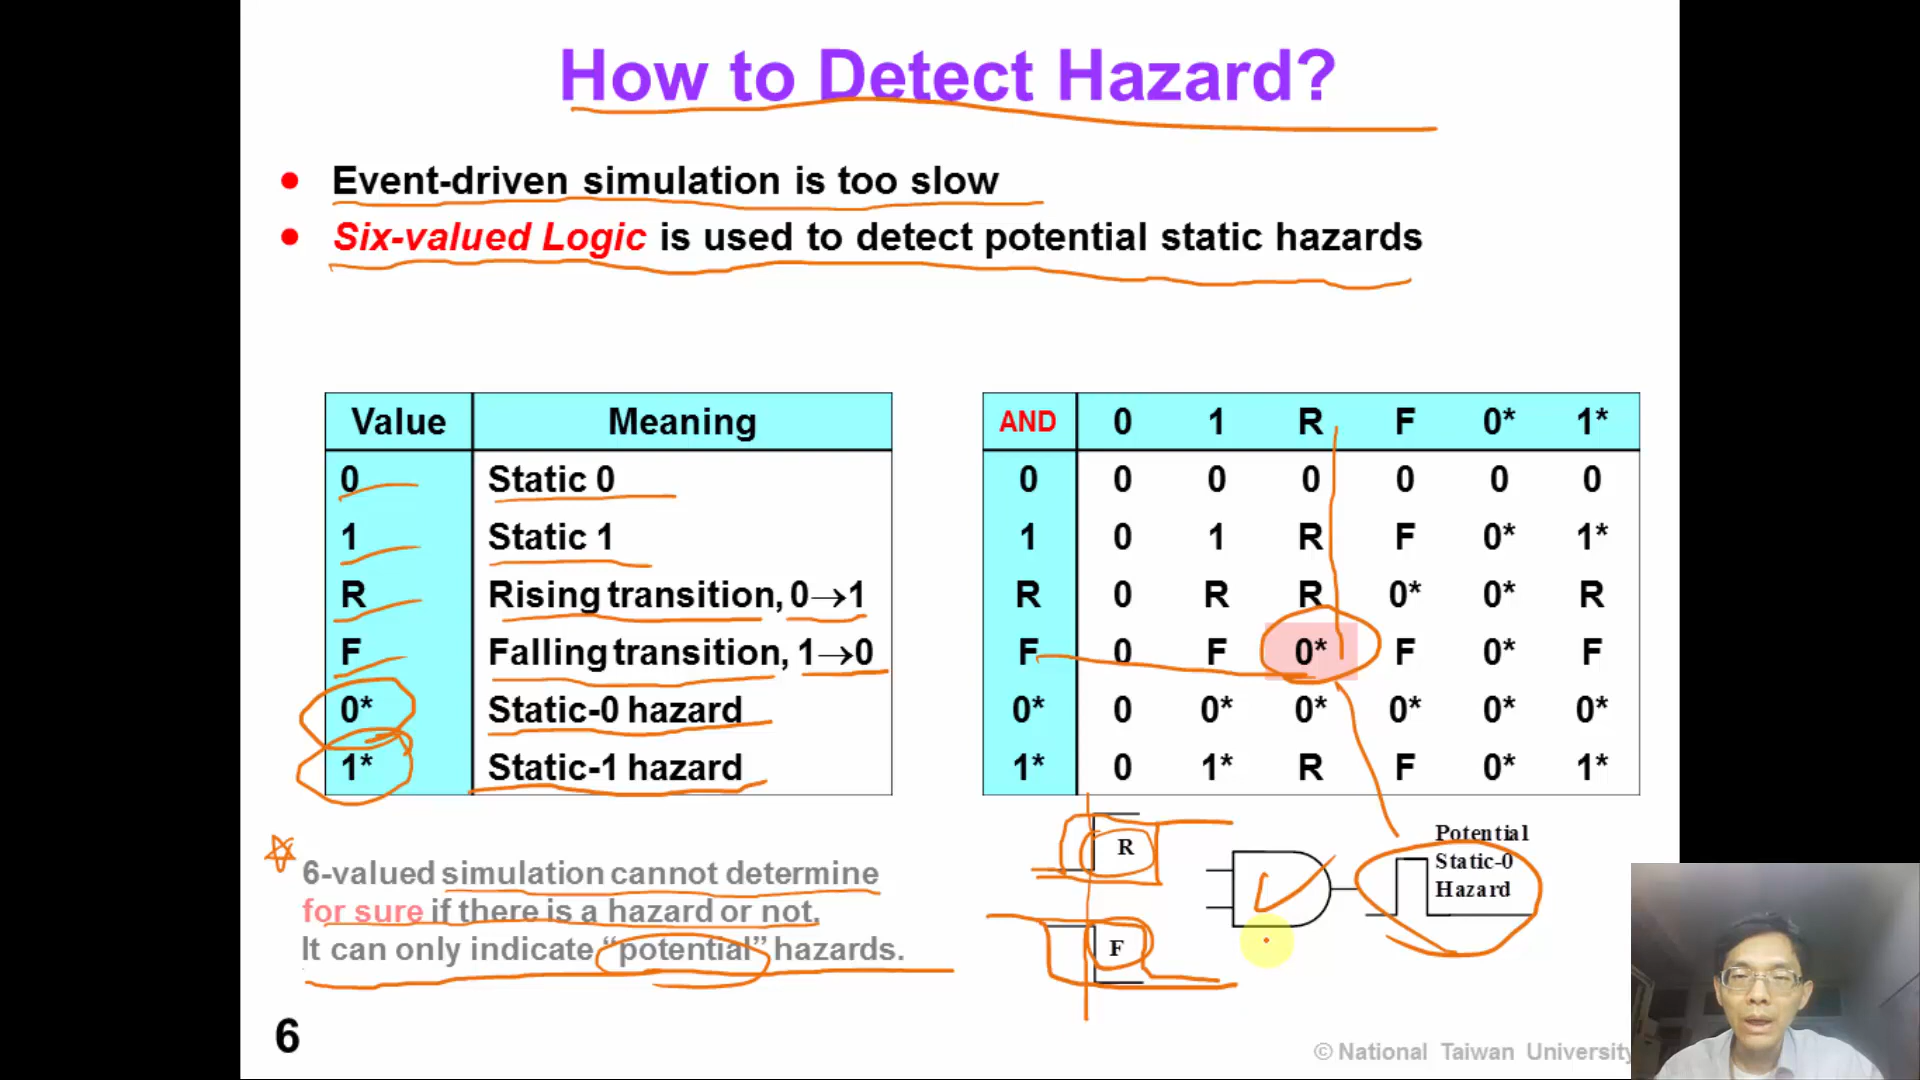 How to Detect Hazard?
Event-driven simulation is too slow
Six-valued Logic is used to detect potential static hazards
Value Meaning
0 Static 0
1 Static 1
R Rising transition, 0→1
F Falling transition, 1→0
0* Static-0 hazard
1* Static-1 hazard
AND 0 1 R F 0* 1*
0 0 0 0 0 0 0
1 0 1 R F 0* 1*
R 0 R R 0* 0* R
F 0 F 0* F 0* F
0* 0 0* 0* 0* 0* 0*
1* 0 1* R F 0* 1*
6-valued simulation cannot determine
for sure if there is a hazard or not.
It can only indicate “potential” hazards.
R
F
Potential
Static-0
Hazard
6
© National Taiwan University